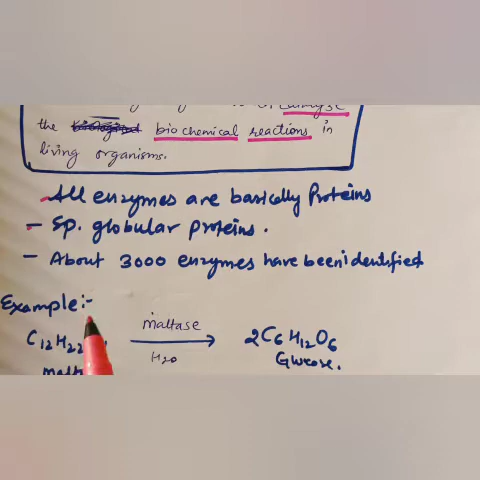 catalyse
the biochemical reactions in
living organisms.
- All enzymes are basically Proteins
- Sp. globular proteins.
- About 3000 enzymes have been identified
Example:-
C12H22 maltase 2C6H12O6
H2O Glucose.